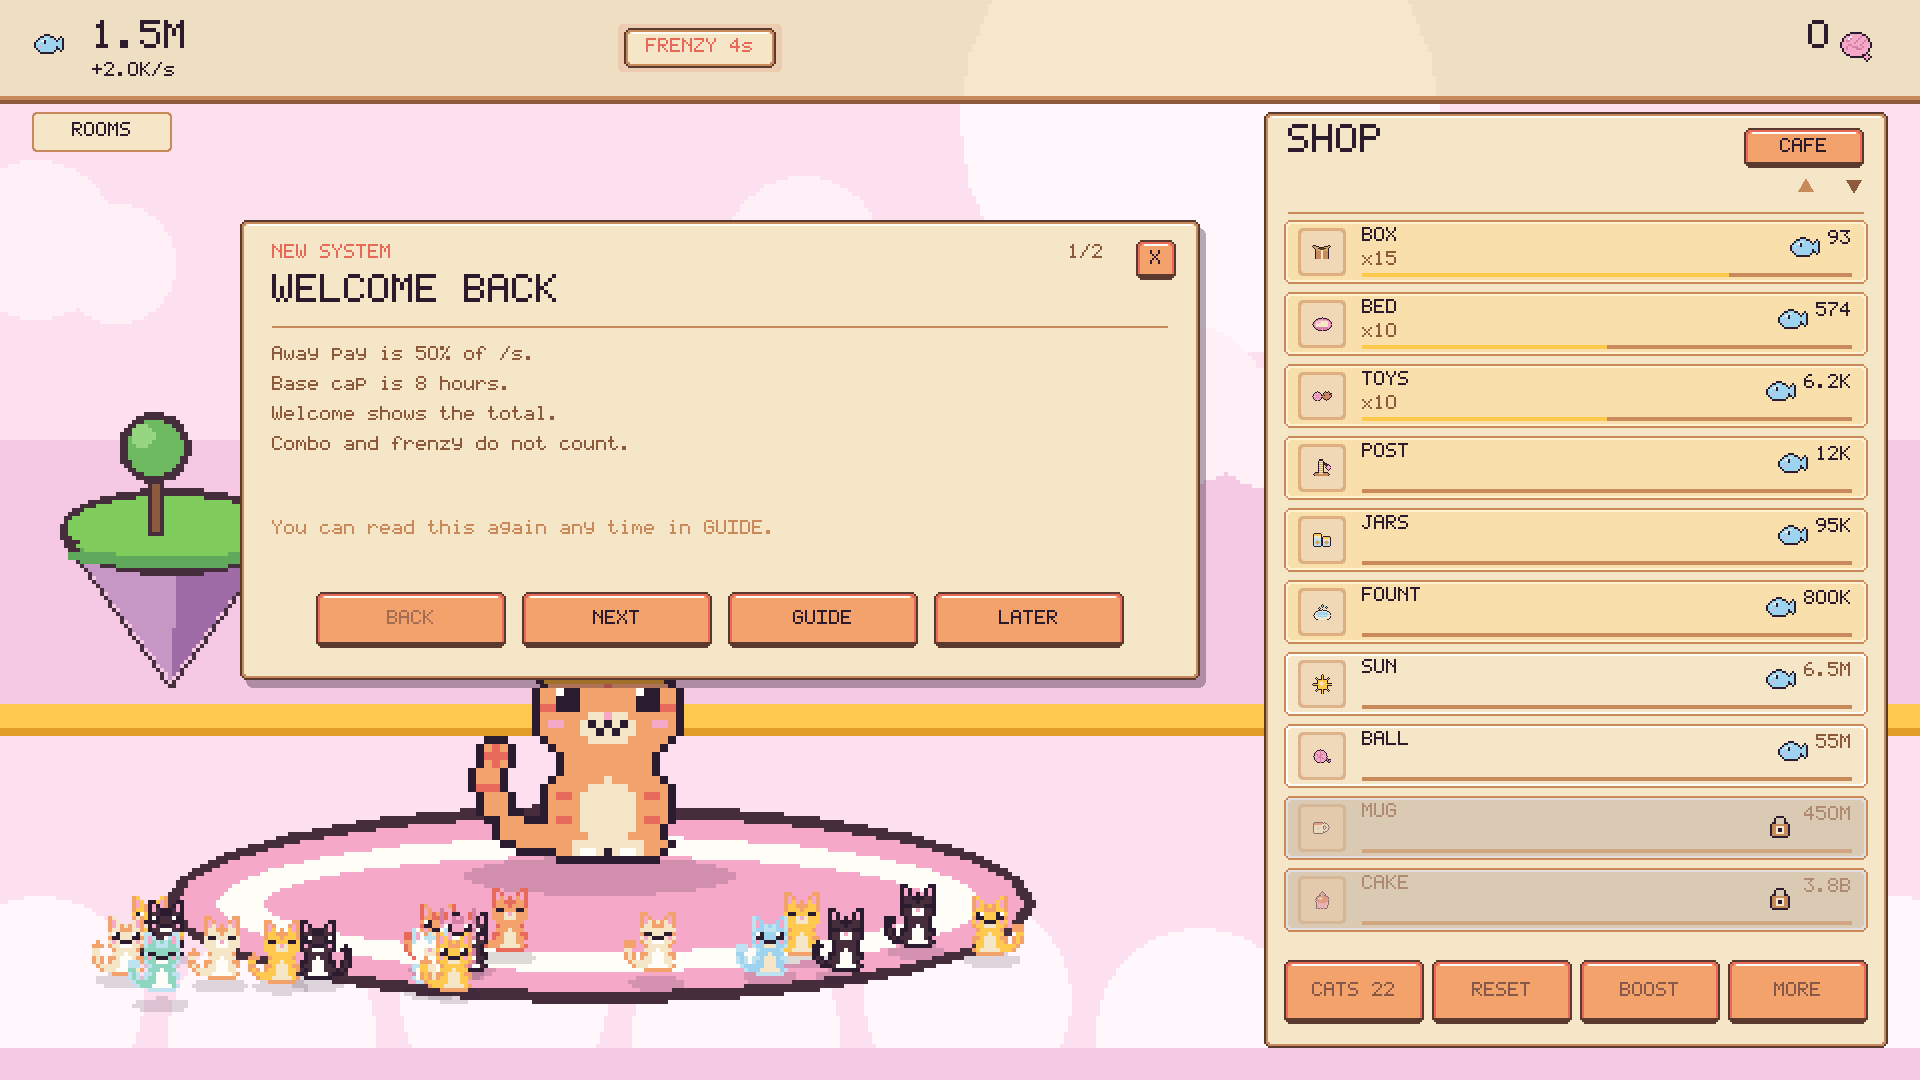 1.5M
+2.0K/s
FRENZY 4s
0
ROOMS
NEW SYSTEM
1/2
X
WELCOME BACK
Away pay is 50% of /s.
Base cap is 8 hours.
Welcome shows the total.
Combo and frenzy do not count.
You can read this again any time in GUIDE.
BACK
NEXT
GUIDE
LATER
SHOP
CAFE
BOX
x15
93
BED
x10
574
TOYS
x10
6.2K
POST
12K
JARS
95K
FOUNT
800K
SUN
6.5M
BALL
55M
MUG
450M
CAKE
3.8B
CATS 22
RESET
BOOST
MORE